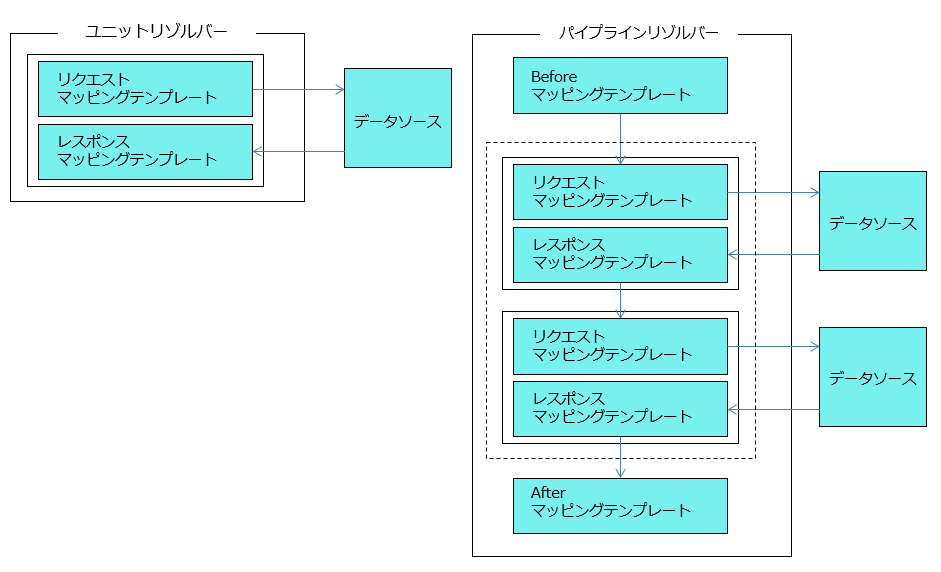 ユニットリゾルバー
リクエスト
マッピングテンプレート
レスポンス
マッピングテンプレート
データソース
パイプラインリゾルバー
Before
マッピングテンプレート
リクエスト
マッピングテンプレート
レスポンス
マッピングテンプレート
データソース
リクエスト
マッピングテンプレート
レスポンス
マッピングテンプレート
データソース
After
マッピングテンプレート